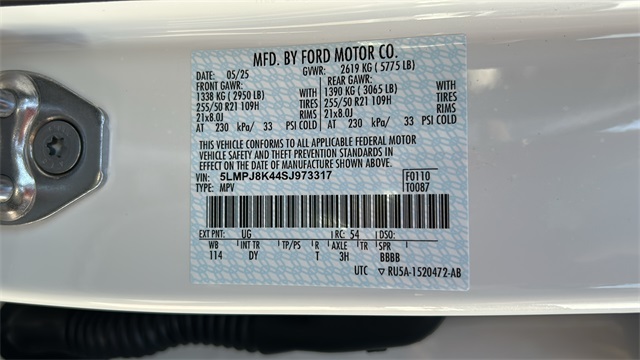 MFD. BY FORD MOTOR CO.
DATE: 05/25 GVWR: 2619 KG ( 5775 LB)
FRONT GAWR: REAR GAWR:
1338 KG ( 2950 LB) WITH 1390 KG ( 3065 LB) WITH
255/50 R21 109H TIRES 255/50 R21 109H TIRES
21x8.0J RIMS 21x8.0J RIMS
AT 230 kPa/ 33 PSI COLD AT 230 kPa/ 33 PSI COLD
THIS VEHICLE CONFORMS TO ALL APPLICABLE FEDERAL MOTOR
VEHICLE SAFETY AND THEFT PREVENTION STANDARDS IN
EFFECT ON THE DATE OF MANUFACTURE SHOWN ABOVE.
VIN: 5LMPJ8K44SJ973317 F0110
TYPE: MPV T0087
EXT PNT: UG RC: 54 DSO:
WB INT TR TP/PS R AXLE TR SPR
114 DY T 3H BBBB
UTC ▽ RU5A-1520472-AB